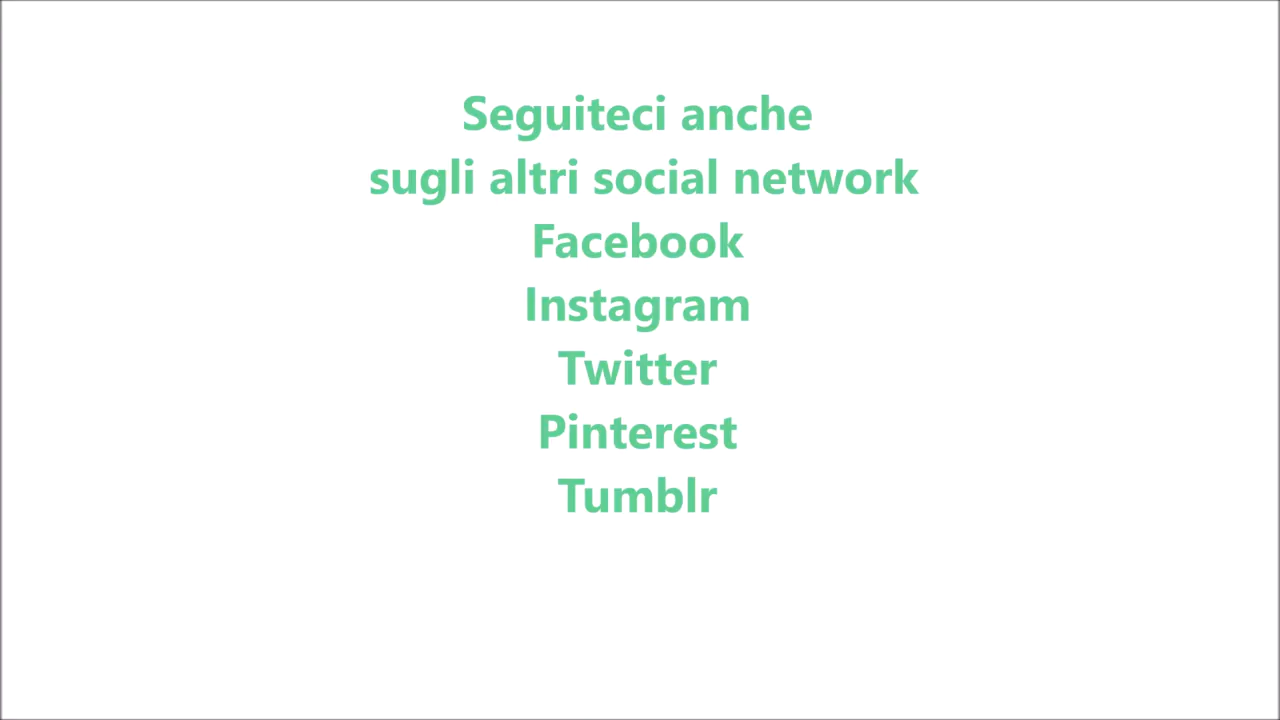 Seguiteci anche
sugli altri social network
Facebook
Instagram
Twitter
Pinterest
Tumblr